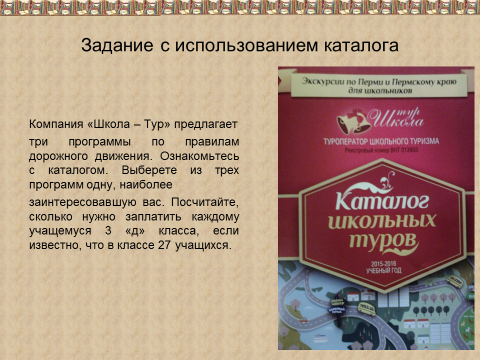 Задание с использованием каталога
Компания «Школа – Тур» предлагает
три программы по правилам
дорожного движения. Ознакомьтесь
с каталогом. Выберете из трех
программ одну, наиболее
заинтересовавшую вас. Посчитайте,
сколько нужно заплатить каждому
учащемуся 3 «д» класса, если
известно, что в классе 27 учащихся.
Экскурсии по Перми и Пермскому краю
для школьников
тур
Школа
ТУРОПЕРАТОР ШКОЛЬНОГО ТУРИЗМА
Реестровый номер
Каталог
школьных
туров
2015-2016
УЧЕБНЫЙ ГОД